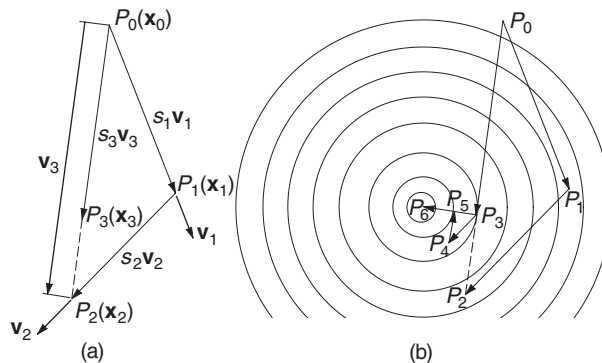 P₀(𝐱₀)
s₁𝐯₁
𝐯₃
s₃𝐯₃
P₁(𝐱₁)
P₃(𝐱₃)
𝐯₁
s₂𝐯₂
P₂(𝐱₂)
𝐯₂
(a)
P₀
P₁
P₅
P₆
P₃
P₄
P₂
(b)